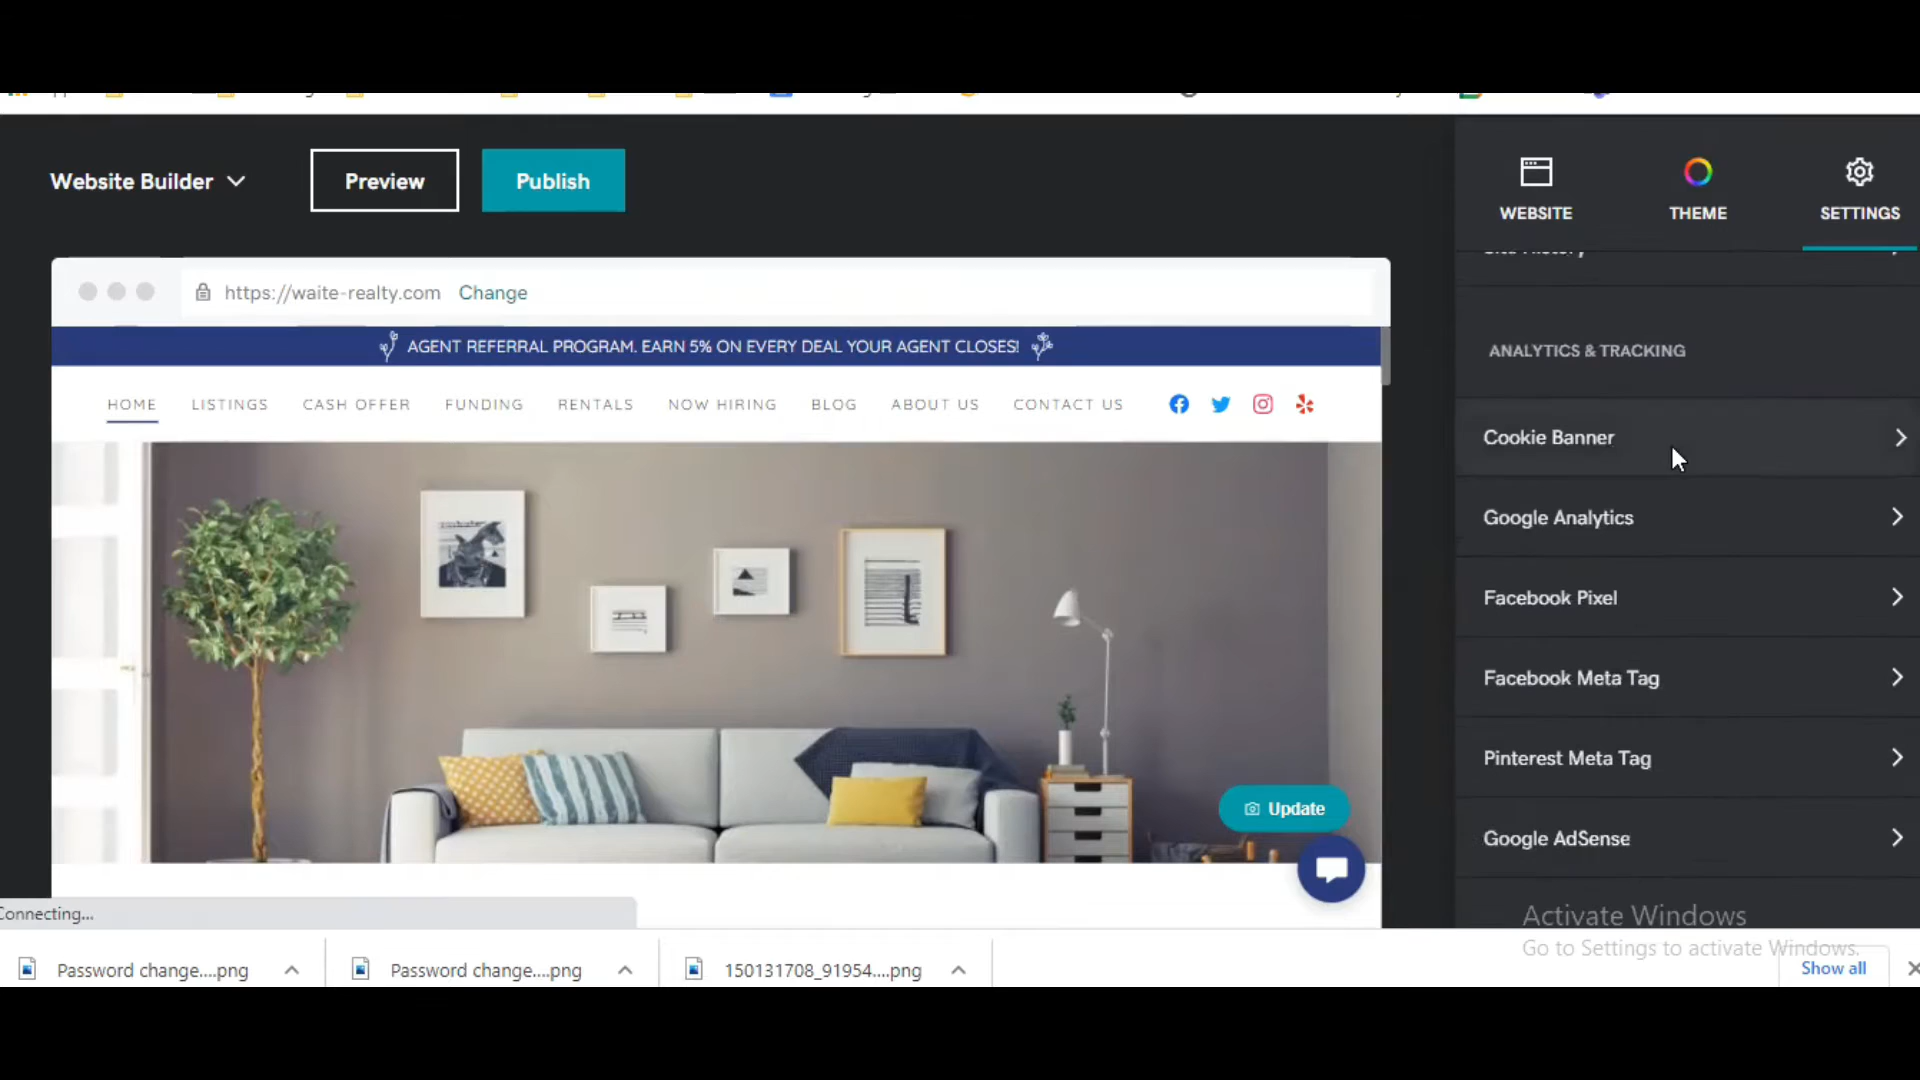 Website Builder
Preview
Publish
WEBSITE
THEME
SETTINGS
Site History
https://waite-realty.com Change
AGENT REFERRAL PROGRAM. EARN 5% ON EVERY DEAL YOUR AGENT CLOSES!
HOME LISTINGS CASH OFFER FUNDING RENTALS NOW HIRING BLOG ABOUT US CONTACT US
ANALYTICS & TRACKING
Cookie Banner
Google Analytics
Facebook Pixel
Facebook Meta Tag
Pinterest Meta Tag
Google AdSense
Update
Connecting...
Activate Windows
Go to Settings to activate Windows.
Password change....png
Password change....png
150131708_91954....png
Show all